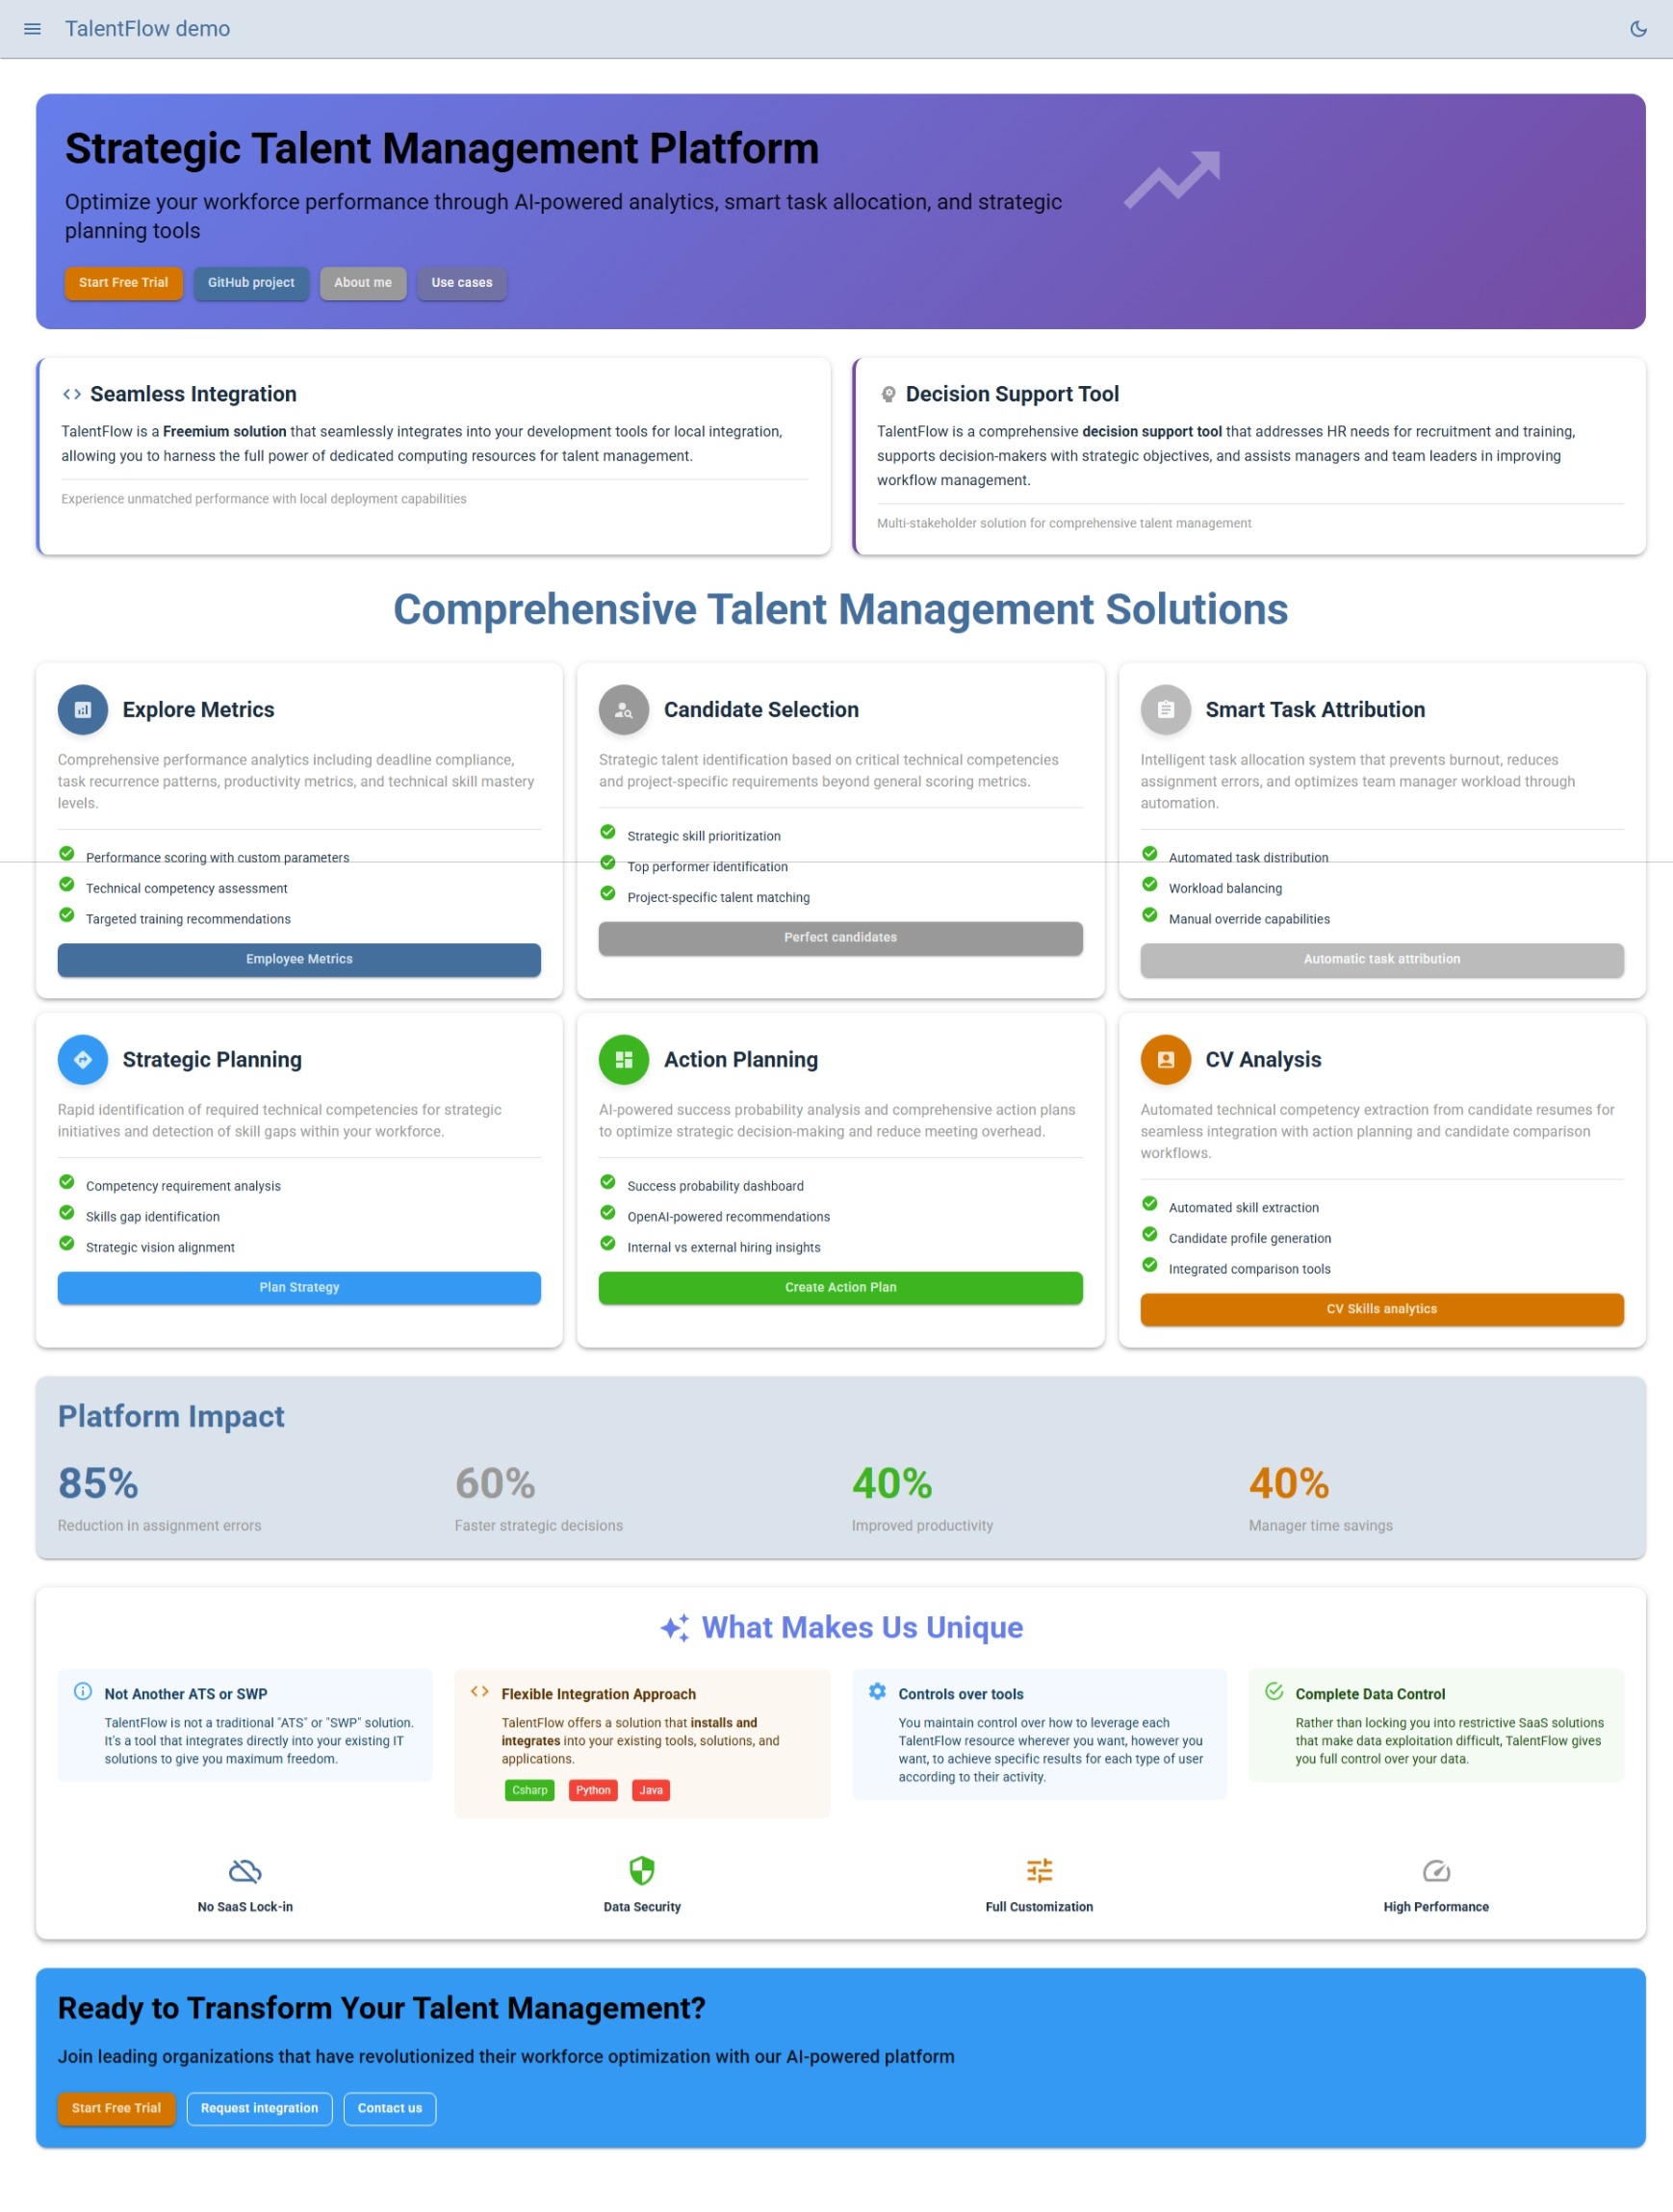 TalentFlow demo
Strategic Talent Management Platform
Optimize your workforce performance through AI-powered analytics, smart task allocation, and strategic
planning tools
Start Free Trial
GitHub project
About me
Use cases
Seamless Integration
TalentFlow is a Freemium solution that seamlessly integrates into your development tools for local integration,
allowing you to harness the full power of dedicated computing resources for talent management.
Experience unmatched performance with local deployment capabilities
Decision Support Tool
TalentFlow is a comprehensive decision support tool that addresses HR needs for recruitment and training,
supports decision-makers with strategic objectives, and assists managers and team leaders in improving
workflow management.
Multi-stakeholder solution for comprehensive talent management
Comprehensive Talent Management Solutions
Explore Metrics
Comprehensive performance analytics including deadline compliance,
task recurrence patterns, productivity metrics, and technical skill mastery
levels.
Performance scoring with custom parameters
Technical competency assessment
Targeted training recommendations
Employee Metrics
Candidate Selection
Strategic talent identification based on critical technical competencies
and project-specific requirements beyond general scoring metrics.
Strategic skill prioritization
Top performer identification
Project-specific talent matching
Perfect candidates
Smart Task Attribution
Intelligent task allocation system that prevents burnout, reduces
assignment errors, and optimizes team manager workload through
automation.
Automated task distribution
Workload balancing
Manual override capabilities
Automatic task attribution
Strategic Planning
Rapid identification of required technical competencies for strategic
initiatives and detection of skill gaps within your workforce.
Competency requirement analysis
Skills gap identification
Strategic vision alignment
Plan Strategy
Action Planning
AI-powered success probability analysis and comprehensive action plans
to optimize strategic decision-making and reduce meeting overhead.
Success probability dashboard
OpenAI-powered recommendations
Internal vs external hiring insights
Create Action Plan
CV Analysis
Automated technical competency extraction from candidate resumes for
seamless integration with action planning and candidate comparison
workflows.
Automated skill extraction
Candidate profile generation
Integrated comparison tools
CV Skills analytics
Platform Impact
85%
Reduction in assignment errors
60%
Faster strategic decisions
40%
Improved productivity
40%
Manager time savings
What Makes Us Unique
Not Another ATS or SWP
TalentFlow is not a traditional "ATS" or "SWP" solution.
It's a tool that integrates directly into your existing IT
solutions to give you maximum freedom.
Flexible Integration Approach
TalentFlow offers a solution that installs and
integrates into your existing tools, solutions, and
applications.
Csharp
Python
Java
Controls over tools
You maintain control over how to leverage each
TalentFlow resource wherever you want, however you
want, to achieve specific results for each type of user
according to their activity.
Complete Data Control
Rather than locking you into restrictive SaaS solutions
that make data exploitation difficult, TalentFlow gives
you full control over your data.
No SaaS Lock-in
Data Security
Full Customization
High Performance
Ready to Transform Your Talent Management?
Join leading organizations that have revolutionized their workforce optimization with our AI-powered platform
Start Free Trial
Request integration
Contact us